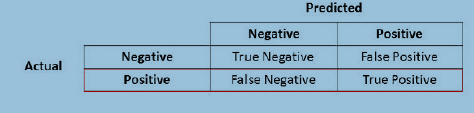 Predicted
Negative Positive
Actual
Negative True Negative False Positive
Positive False Negative True Positive